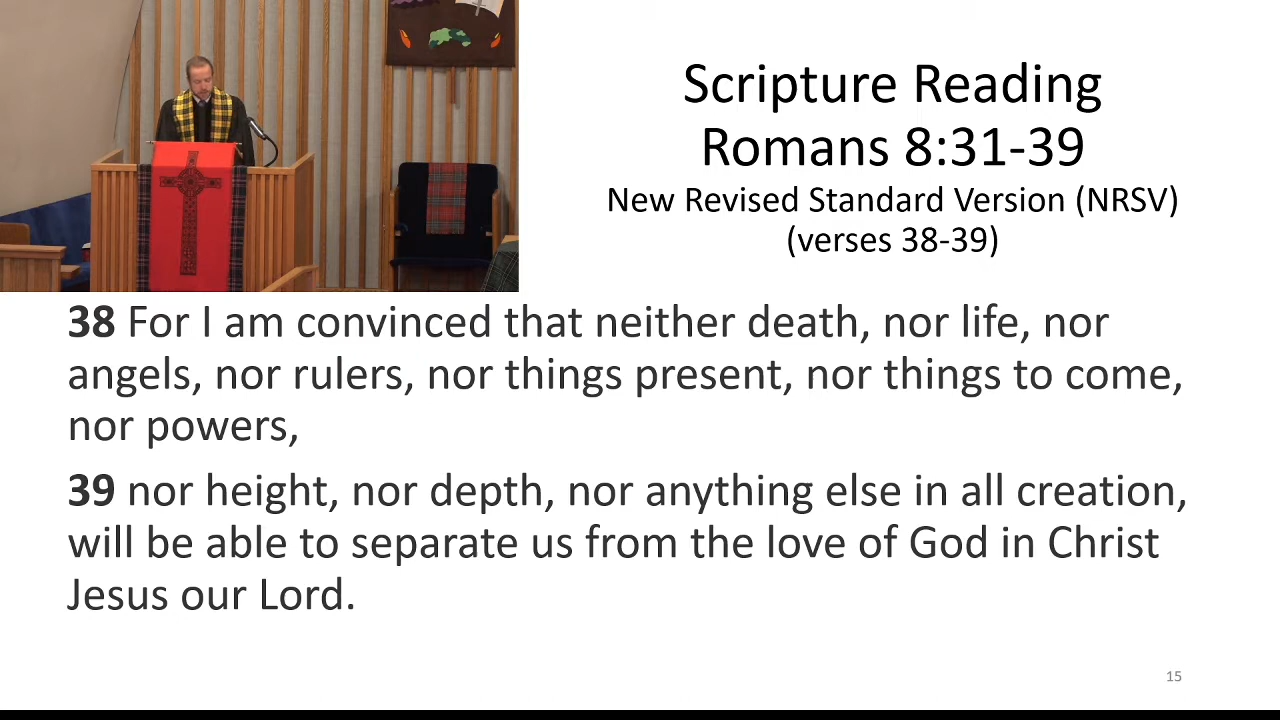 Scripture Reading
Romans 8:31-39
New Revised Standard Version (NRSV)
(verses 38-39)
38 For I am convinced that neither death, nor life, nor
angels, nor rulers, nor things present, nor things to come,
nor powers,
39 nor height, nor depth, nor anything else in all creation,
will be able to separate us from the love of God in Christ
Jesus our Lord.
15